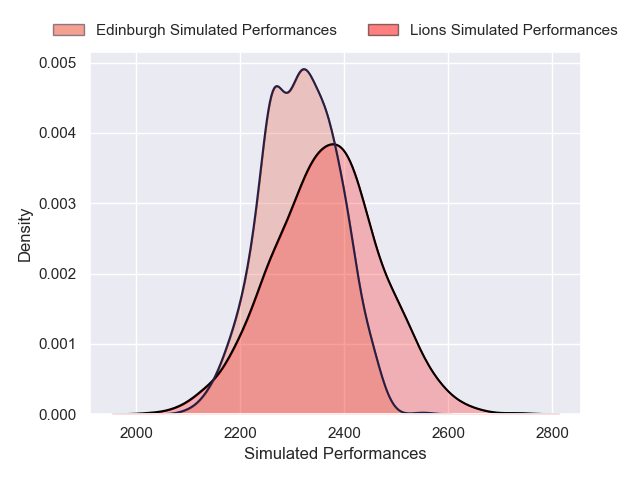 Edinburgh Simulated Performances Lions Simulated Performances
0.005
0.004
0.003
0.002
0.001
0.000
Density
2000 2200 2400 2600 2800
Simulated Performances